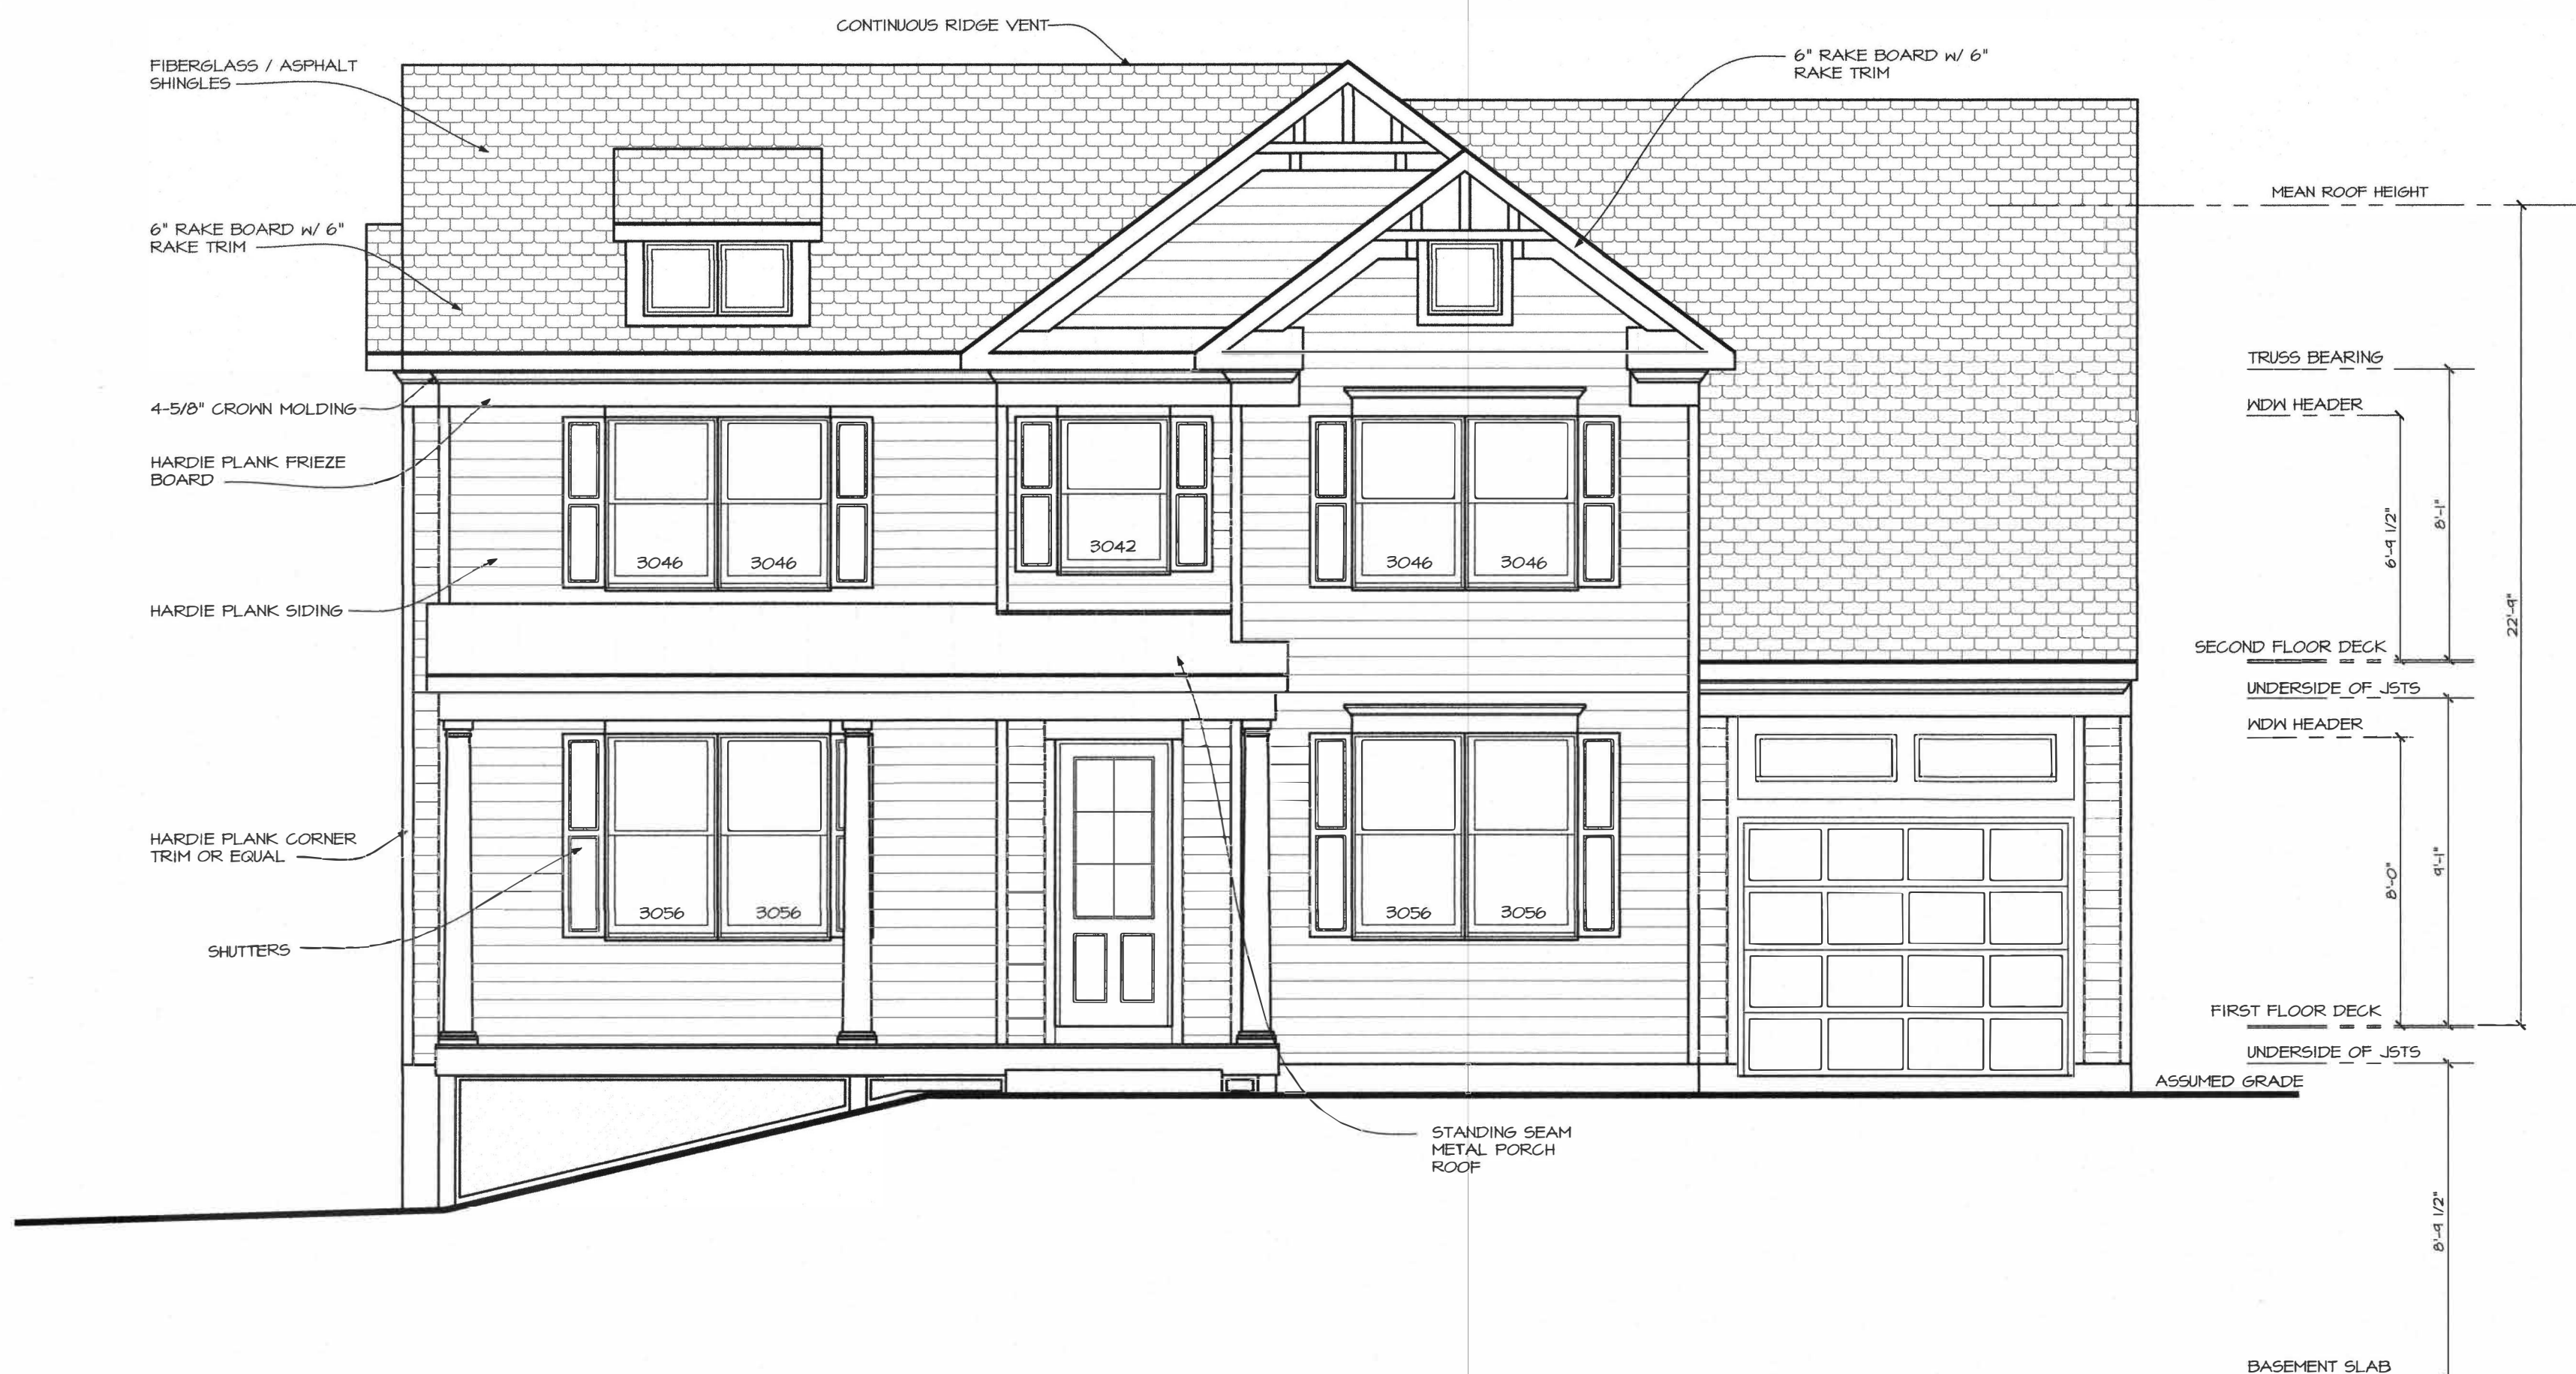 CONTINUOUS RIDGE VENT
FIBERGLASS / ASPHALT
SHINGLES
6" RAKE BOARD w/ 6"
RAKE TRIM
6" RAKE BOARD w/ 6"
RAKE TRIM
4-5/8" CROWN MOLDING
HARDIE PLANK FRIEZE
BOARD
HARDIE PLANK SIDING
HARDIE PLANK CORNER
TRIM OR EQUAL
SHUTTERS
3046 3046
3042
3046 3046
3056 3056
3056 3056
STANDING SEAM
METAL PORCH
ROOF
MEAN ROOF HEIGHT
TRUSS BEARING
WDW HEADER
6'-9 1/2"
8'-1"
22'-9"
SECOND FLOOR DECK
UNDERSIDE OF JSTS
WDW HEADER
8'-0"
9'-1"
FIRST FLOOR DECK
UNDERSIDE OF JSTS
ASSUMED GRADE
8'-9 1/2"
BASEMENT SLAB